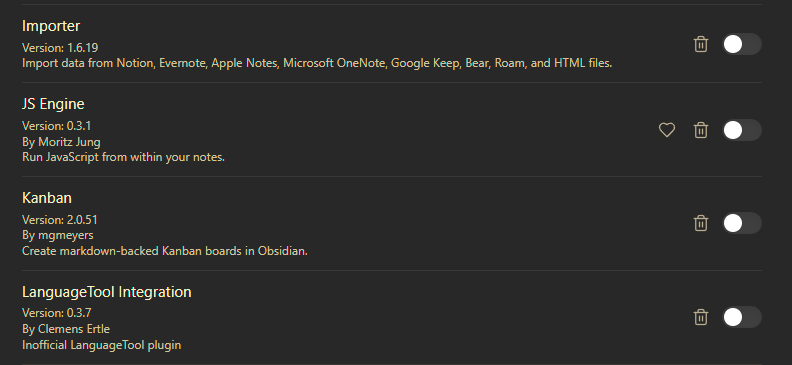 Importer
Version: 1.6.19
Import data from Notion, Evernote, Apple Notes, Microsoft OneNote, Google Keep, Bear, Roam, and HTML files.
JS Engine
Version: 0.3.1
By Moritz Jung
Run JavaScript from within your notes.
Kanban
Version: 2.0.51
By mgmeyers
Create markdown-backed Kanban boards in Obsidian.
LanguageTool Integration
Version: 0.3.7
By Clemens Ertle
Inofficial LanguageTool plugin